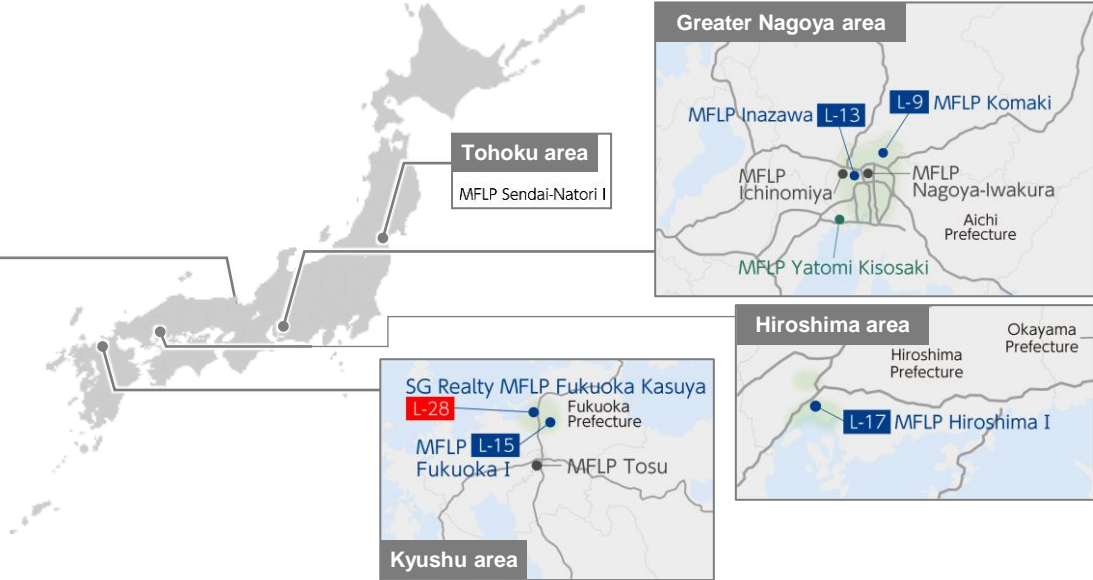 Greater Nagoya area
L-9 MFLP Komaki
MFLP Inazawa L-13
MFLP
Ichinomiya
MFLP
Nagoya-Iwakura
Aichi
Prefecture
MFLP Yatomi Kisosaki
Tohoku area
MFLP Sendai-Natori I
Hiroshima area
Okayama
Prefecture
Hiroshima
Prefecture
L-17 MFLP Hiroshima I
SG Realty MFLP Fukuoka Kasuya
L-28
Fukuoka
Prefecture
MFLP L-15
Fukuoka I
MFLP Tosu
Kyushu area